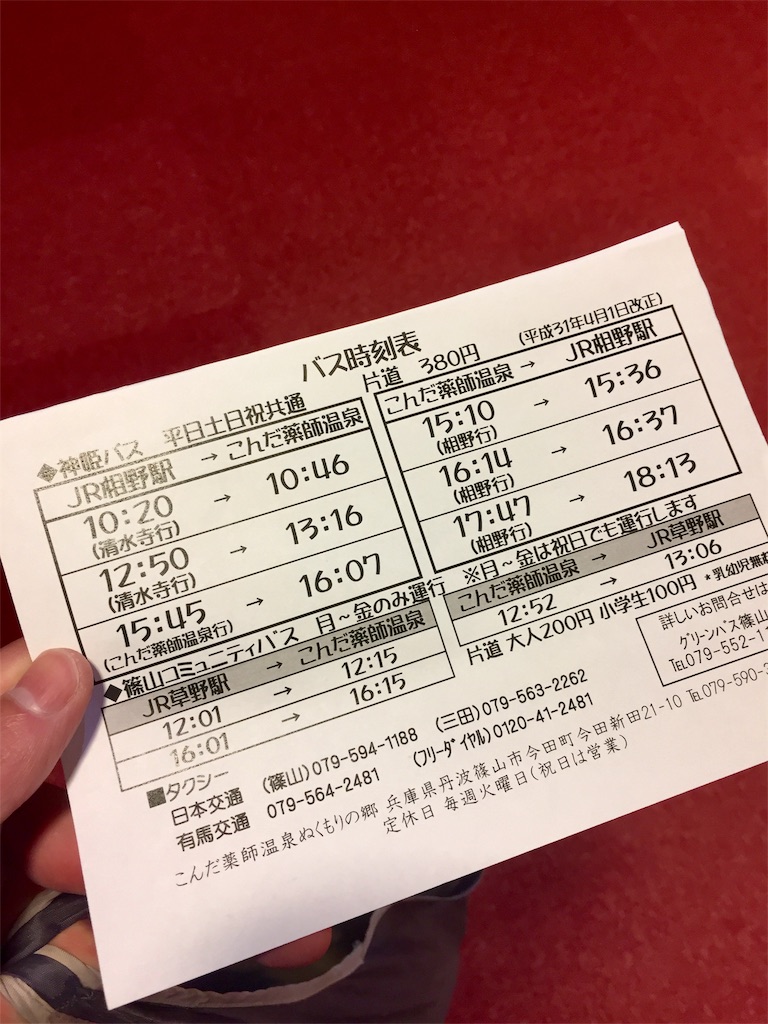 バス時刻表
(平成31年4月1日改正)
◆神姫バス 平日土日祝共通
片道 380円
JR相野駅 → こんだ薬師温泉
10:20 → 10:46
(清水寺行)
12:50 → 13:16
(清水寺行)
15:45 → 16:07
(こんだ薬師温泉行)
こんだ薬師温泉 → JR相野駅
15:10 → 15:36
(相野行)
16:14 → 16:37
(相野行)
17:47 → 18:13
(相野行)
◆篠山コミュニティバス 月~金のみ運行 ※月~金は祝日でも運行します
JR草野駅 → こんだ薬師温泉
12:01 → 12:15
16:01 → 16:15
こんだ薬師温泉 → JR草野駅
12:52 → 13:06
片道 大人200円 小学生100円 *乳幼児無
詳しいお問合せは
グリーンバス篠山
TEL079-552-1
■タクシー
日本交通 (篠山)079-594-1188 (三田)079-563-2262
有馬交通 079-564-2481 (フリーダイヤル)0120-41-2481
こんだ薬師温泉ぬくもりの郷 兵庫県丹波篠山市今田町今田新田21-10 TEL079-590-3
定休日 毎週火曜日(祝日は営業)